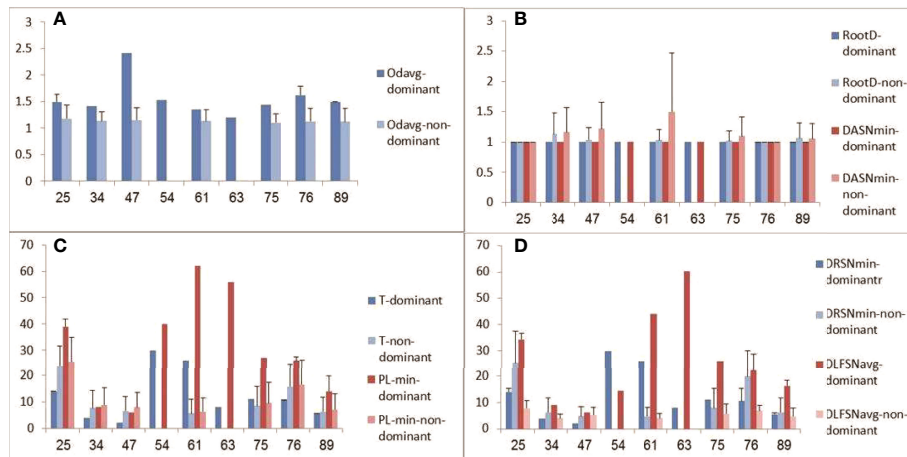 A
3
2.5
2
1.5
1
0.5
0
25 34 47 54 61 63 75 76 89
Odavg-
dominant
Odavg-non-
dominant
B
3
2.5
2
1.5
1
0.5
0
25 34 47 54 61 63 75 76 89
RootD-
dominant
RootD-non-
dominant
DASNmin-
dominant
DASNmin-
non-
dominant
C
70
60
50
40
30
20
10
0
25 34 47 54 61 63 75 76 89
T-dominant
T-non-
dominant
PL-min-
dominant
PL-min-non-
dominant
D
70
60
50
40
30
20
10
0
25 34 47 54 61 63 75 76 89
DRSNmin-
dominantr
DRSNmin-non-
dominant
DLFSNavg-
dominant
DLFSNavg-non-
dominant